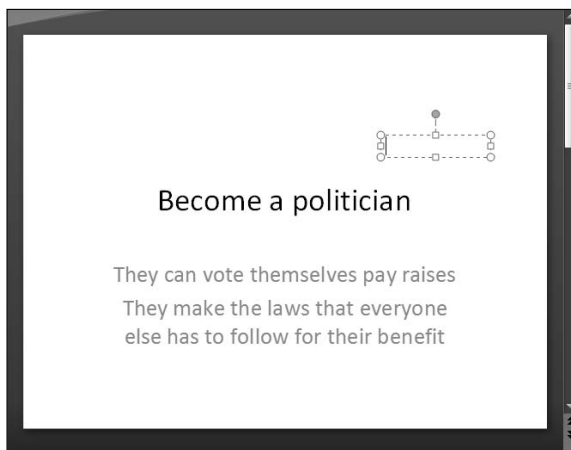 Become a politician
They can vote themselves pay raises
They make the laws that everyone
else has to follow for their benefit